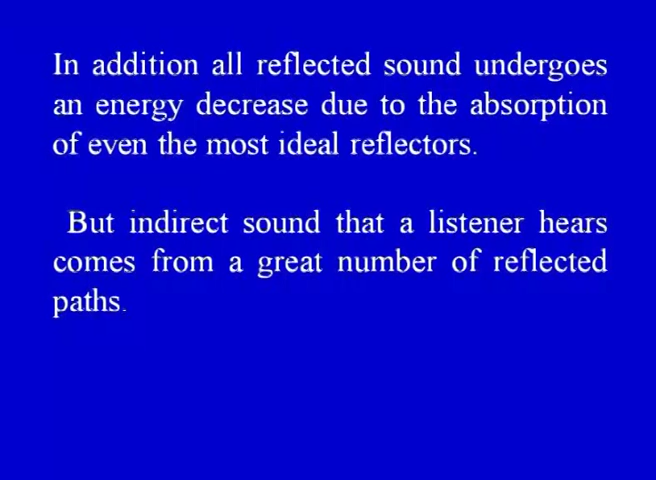 In addition all reflected sound undergoes
an energy decrease due to the absorption
of even the most ideal reflectors.
But indirect sound that a listener hears
comes from a great number of reflected
paths.